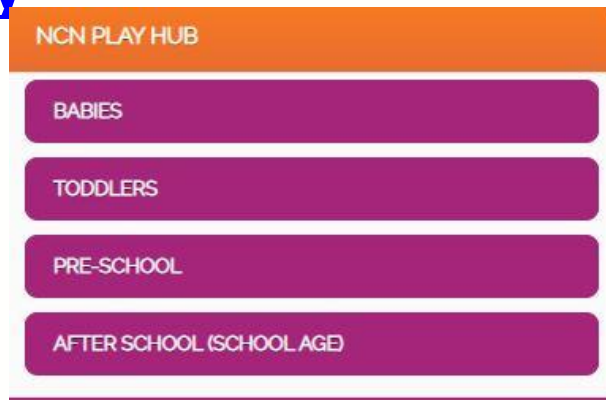 NCN PLAY HUB
BABIES
TODDLERS
PRE-SCHOOL
AFTER SCHOOL (SCHOOL AGE)